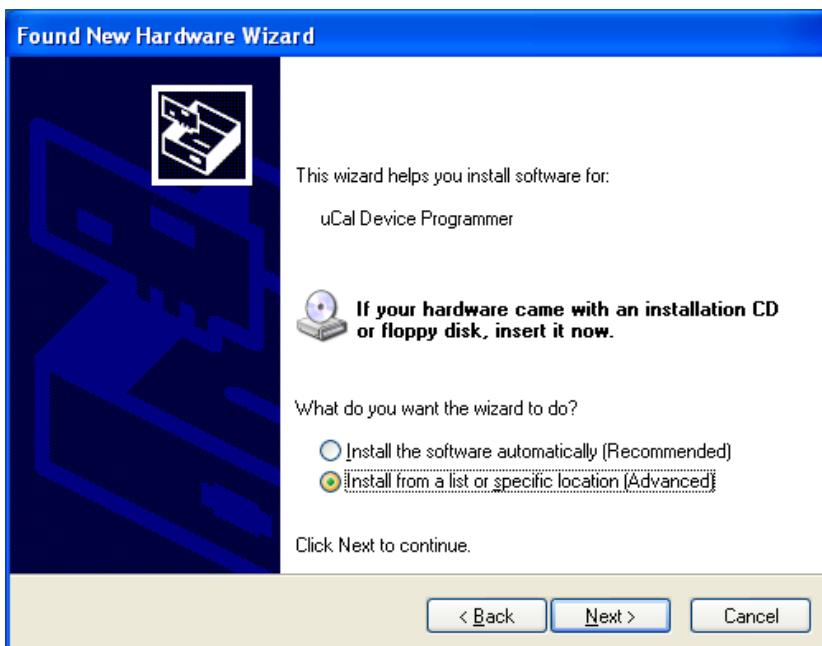 Found New Hardware Wizard
This wizard helps you install software for:
uCal Device Programmer
If your hardware came with an installation CD
or floppy disk, insert it now.
What do you want the wizard to do?
Install the software automatically (Recommended)
Install from a list or specific location (Advanced)
Click Next to continue.
< Back
Next >
Cancel